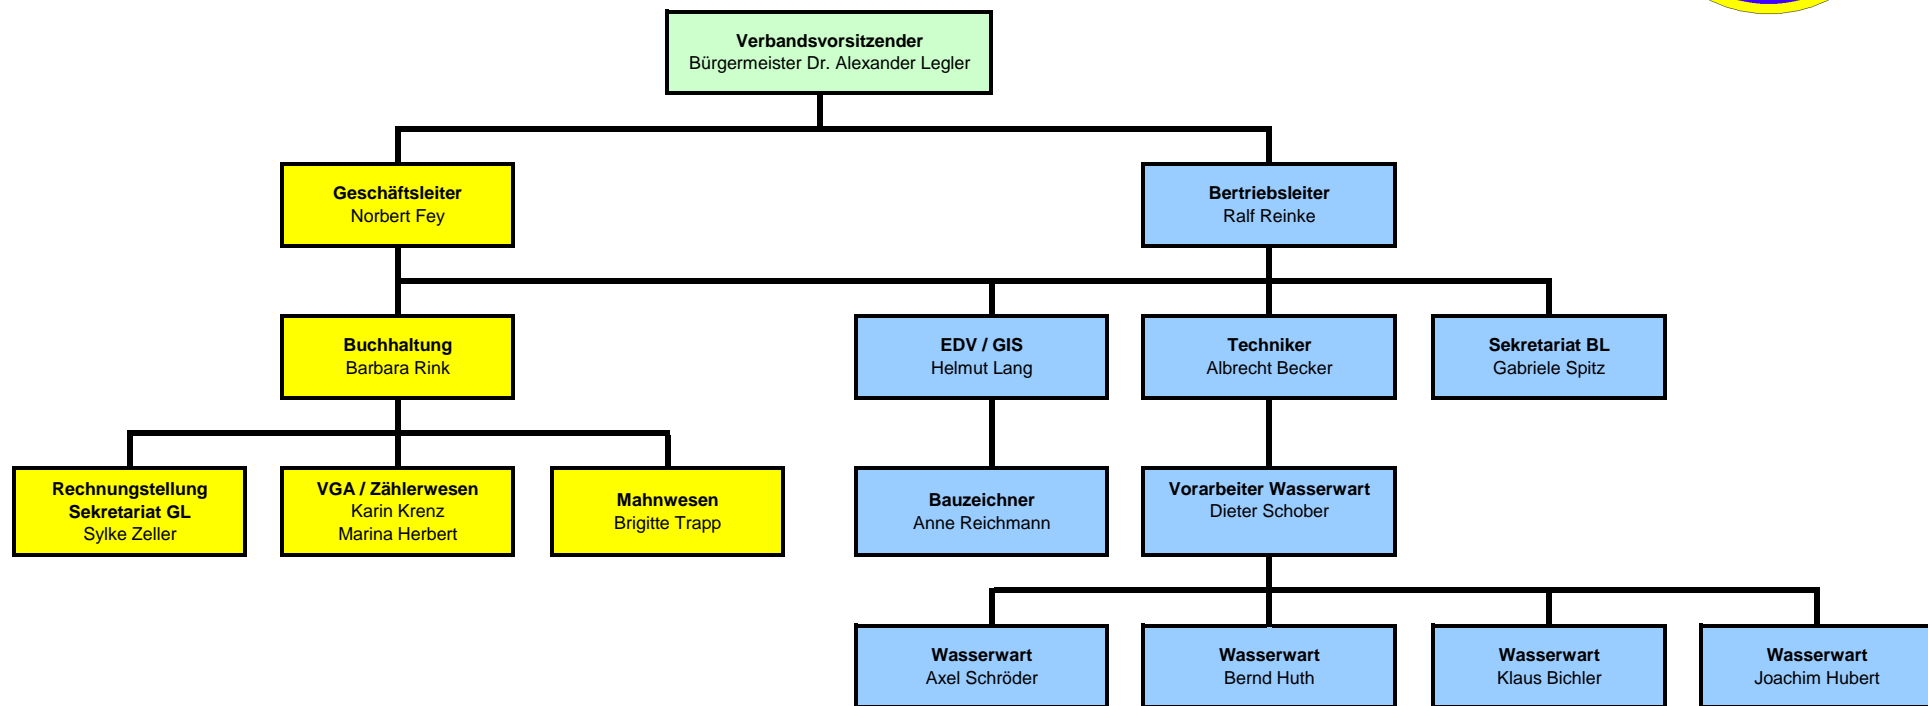 Verbandsvorsitzender
Bürgermeister Dr. Alexander Legler
Geschäftsleiter
Norbert Fey
Bertriebsleiter
Ralf Reinke
Buchhaltung
Barbara Rink
EDV / GIS
Helmut Lang
Techniker
Albrecht Becker
Sekretariat BL
Gabriele Spitz
Rechnungstellung
Sekretariat GL
Sylke Zeller
VGA / Zählerwesen
Karin Krenz
Marina Herbert
Mahnwesen
Brigitte Trapp
Bauzeichner
Anne Reichmann
Vorarbeiter Wasserwart
Dieter Schober
Wasserwart
Axel Schröder
Wasserwart
Bernd Huth
Wasserwart
Klaus Bichler
Wasserwart
Joachim Hubert